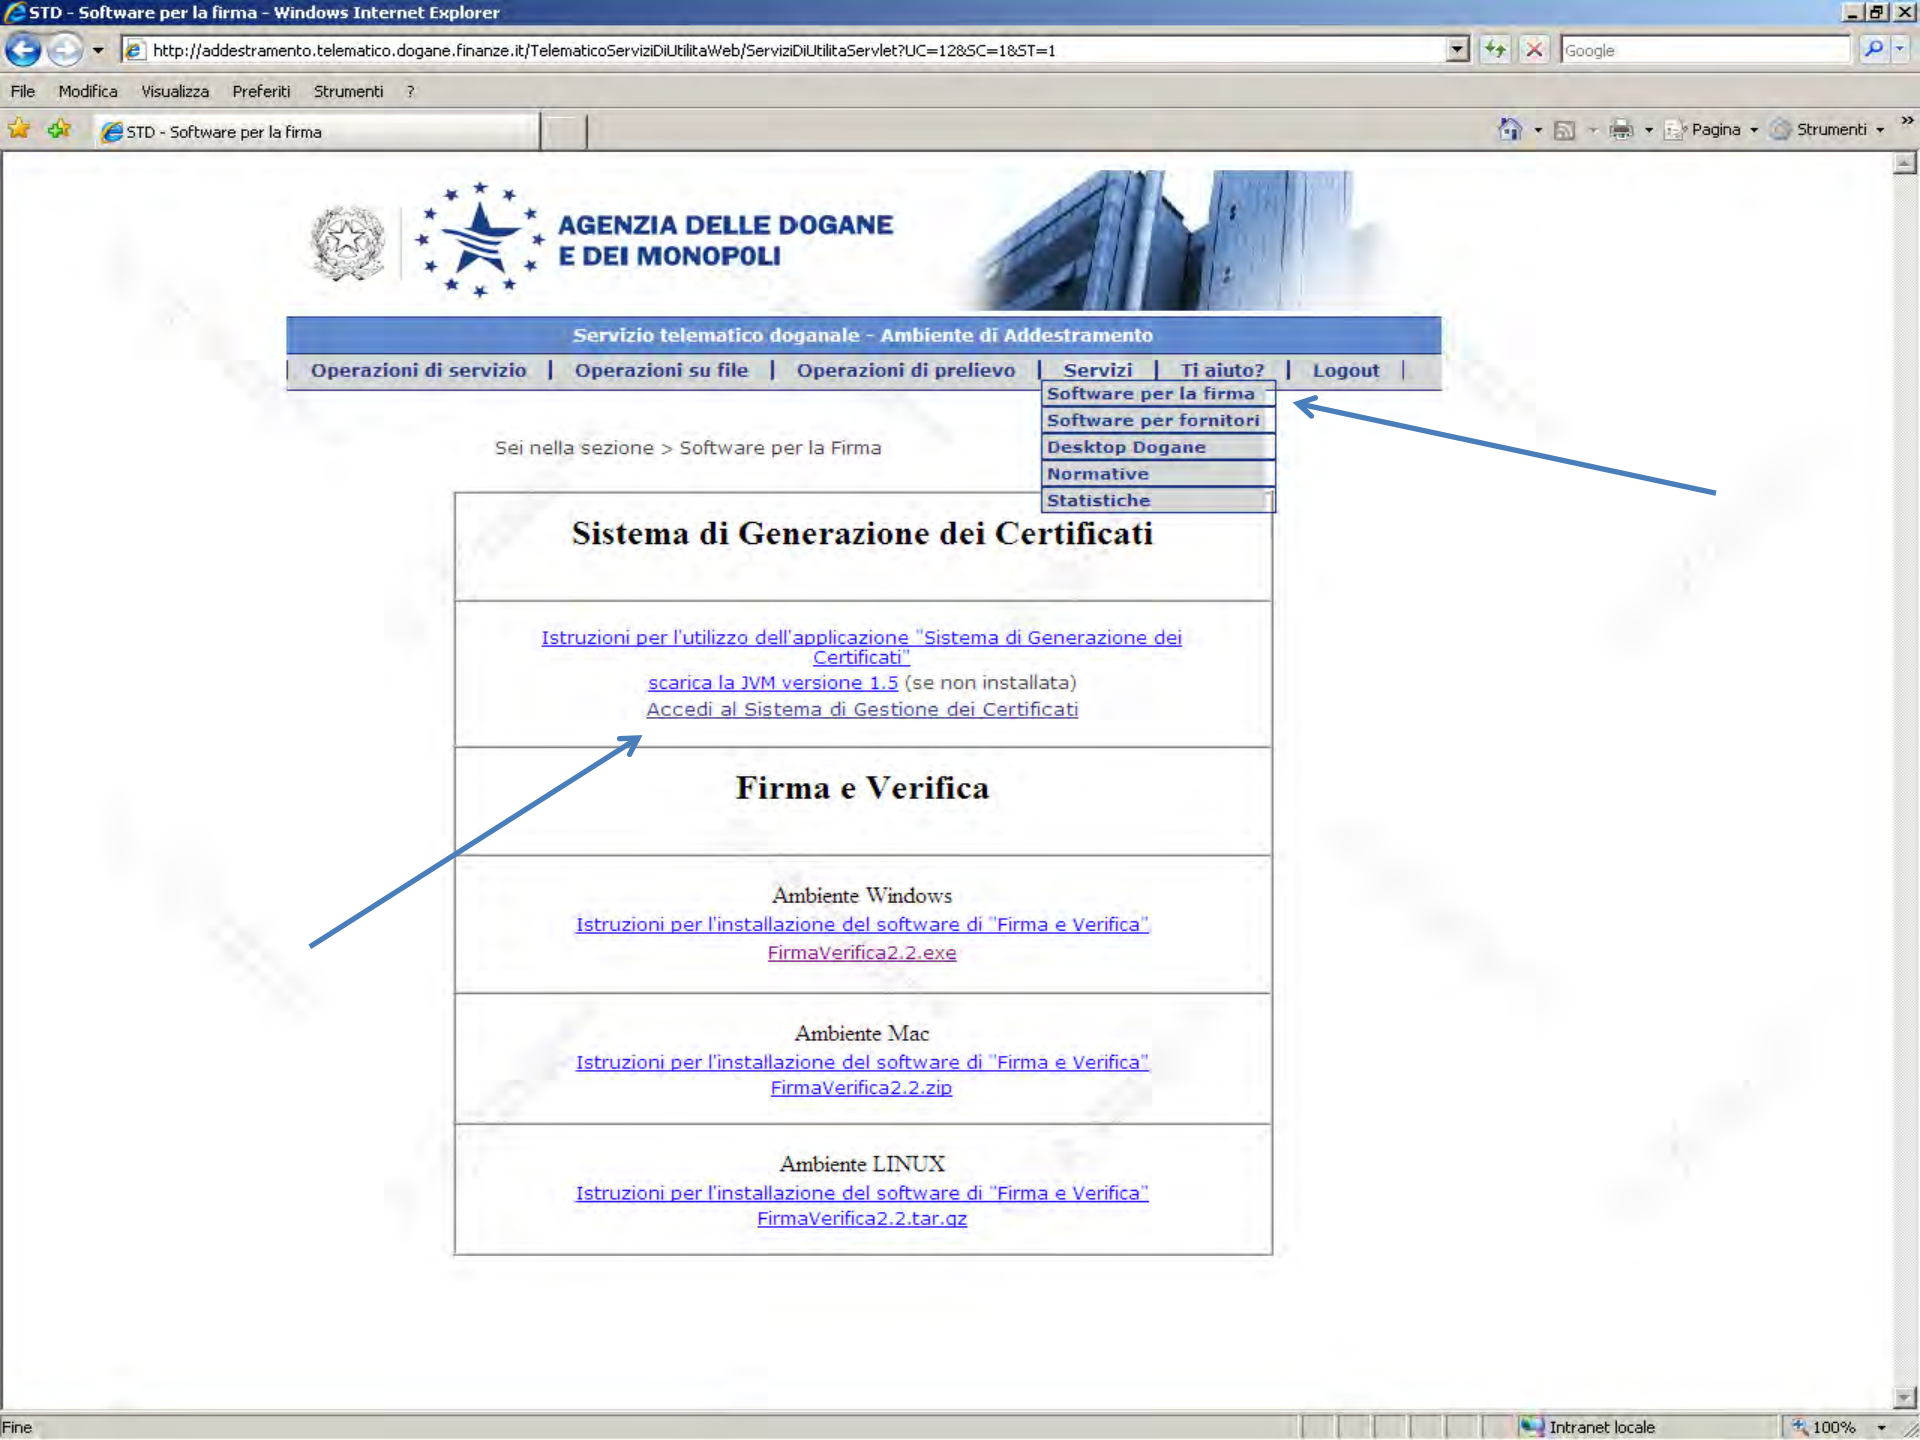 STD - Software per la firma - Windows Internet Explorer
http://addestramento.telematico.dogane.finanze.it/TelematicoServiziDiUtilitaWeb/ServiziDiUtilitaServlet?UC=12&SC=1&ST=1
Google
File Modifica Visualizza Preferiti Strumenti ?
STD - Software per la firma
Pagina Strumenti
AGENZIA DELLE DOGANE
E DEI MONOPOLI
Servizio telematico doganale - Ambiente di Addestramento
Operazioni di servizio | Operazioni su file | Operazioni di prelievo | Servizi | Ti aiuto? | Logout |
Software per la firma
Software per fornitori
Desktop Dogane
Normative
Statistiche
Sei nella sezione > Software per la Firma
Sistema di Generazione dei Certificati
Istruzioni per l'utilizzo dell'applicazione "Sistema di Generazione dei
Certificati"
scarica la JVM versione 1.5 (se non installata)
Accedi al Sistema di Gestione dei Certificati
Firma e Verifica
Ambiente Windows
Istruzioni per l'installazione del software di "Firma e Verifica"
FirmaVerifica2.2.exe
Ambiente Mac
Istruzioni per l'installazione del software di "Firma e Verifica"
FirmaVerifica2.2.zip
Ambiente LINUX
Istruzioni per l'installazione del software di "Firma e Verifica"
FirmaVerifica2.2.tar.gz
Fine
Intranet locale
100%